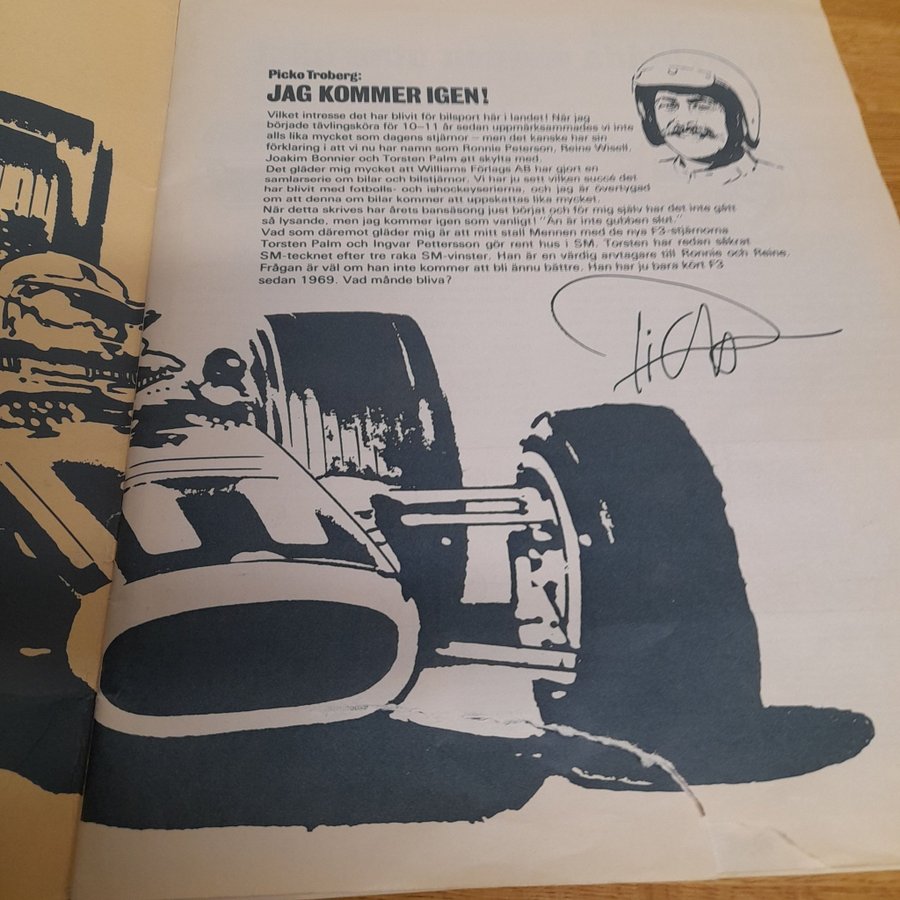 Picko Troberg:
JAG KOMMER IGEN!
Vilket intresse det har blivit för bilsport här i landet! När jag
började tävlingsköra för 10–11 år sedan uppmärksammades vi inte
alls lika mycket som dagens stjärnor – men det kanske har sin
förklaring i att vi nu har namn som Ronnie Peterson, Reine Wisell,
Joakim Bonnier och Torsten Palm att skylta med.
Det gläder mig mycket att Williams Förlags AB har gjort en
samlarserie om bilar och bilstjärnor. Vi har ju sett vilken succé det
har blivit med fotbolls- och ishockeyserierna, och jag är övertygad
om att denna om bilar kommer att uppskattas lika mycket.
När detta skrives har årets bansäsong just börjat och för mig själv har det inte gått
så lysande, men jag kommer igen som vanligt! "Än är inte gubben slut."
Vad som däremot gläder mig är att mitt stall Mennen med de nya F3-stjärnorna
Torsten Palm och Ingvar Pettersson gör rent hus i SM. Torsten har redan säkrat
SM-tecknet efter tre raka SM-vinster. Han är en värdig arvtagare till Ronnie och Reine.
Frågan är väl om han inte kommer att bli ännu bättre. Han har ju bara kört F3
sedan 1969. Vad månde bliva?